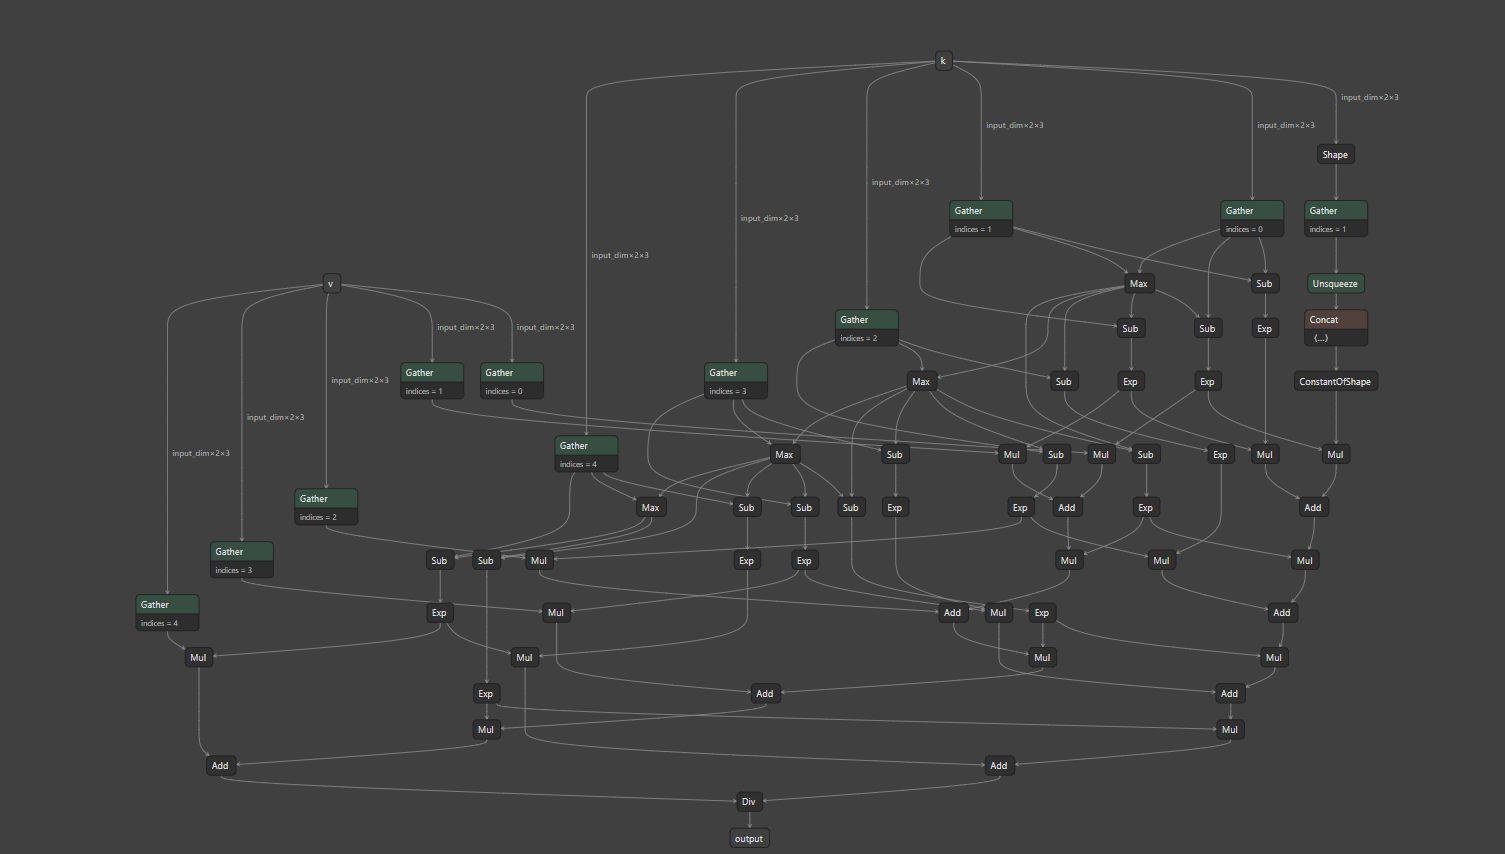 k
input_dim×2×3
input_dim×2×3
input_dim×2×3
Shape
input_dim×2×3
Gather
indices = 1
Gather
indices = 0
Gather
indices = 1
input_dim×2×3
input_dim×2×3
v
Max
Sub
Unsqueeze
Gather
indices = 2
Concat
⟨...⟩
input_dim×2×3
input_dim×2×3
Sub
Sub
Exp
Gather
indices = 1
Gather
indices = 0
Gather
indices = 3
input_dim×2×3
Max
Sub
Exp
Exp
ConstantOfShape
input_dim×2×3
Gather
indices = 4
input_dim×2×3
Max
Sub
Mul
Sub
Mul
Sub
Exp
Mul
Mul
Gather
indices = 2
Max
Sub
Sub
Sub
Exp
Exp
Add
Exp
Add
Gather
indices = 3
Sub
Sub
Mul
Exp
Exp
Mul
Mul
Mul
Gather
indices = 4
Exp
Mul
Add
Mul
Exp
Add
Mul
Mul
Mul
Mul
Exp
Add
Add
Mul
Mul
Add
Add
Div
output